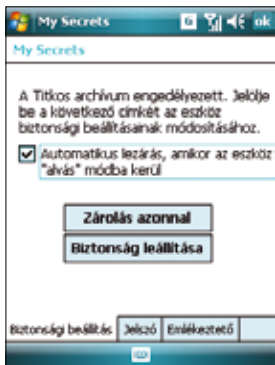 My Secrets ok
My Secrets
A Titkos archívum engedélyezett. Jelölje
be a következő címkét az eszköz
biztonsági beállításainak módosításához.
Automatikus lezárás, amikor az eszköz
"alvás" módba kerül
Zárolás azonnal
Biztonság leállítása
Biztonsági beállítás Jelszó Emlékeztető